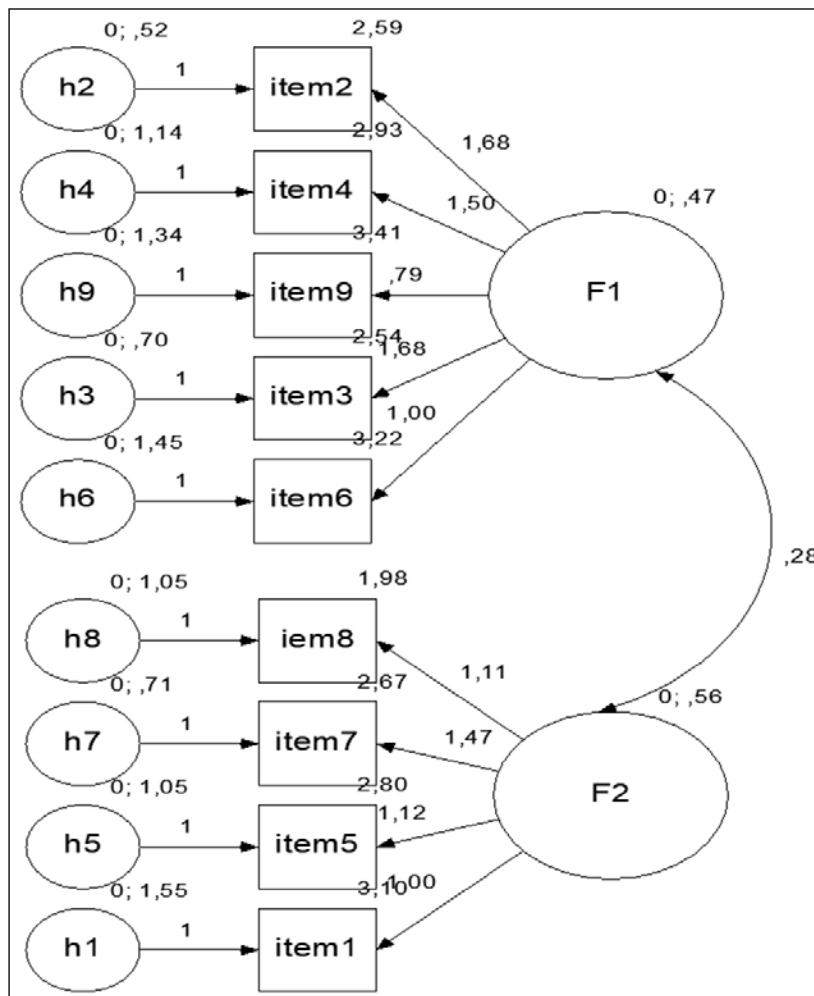 0; ,52
2,59
h2
1
item2
0; 1,14
2,93
1,68
h4
1
item4
1,50
0; ,47
0; 1,34
3,41
h9
1
item9
,79
F1
0; ,70
2,54
1,68
h3
1
item3
1,00
0; 1,45
3,22
h6
1
item6
,28
0; 1,05
1,98
h8
1
iem8
1,11
0; ,71
2,67
0; ,56
h7
1
item7
1,47
F2
0; 1,05
2,80
1,12
h5
1
item5
0; 1,55
3,10
1,00
h1
1
item1